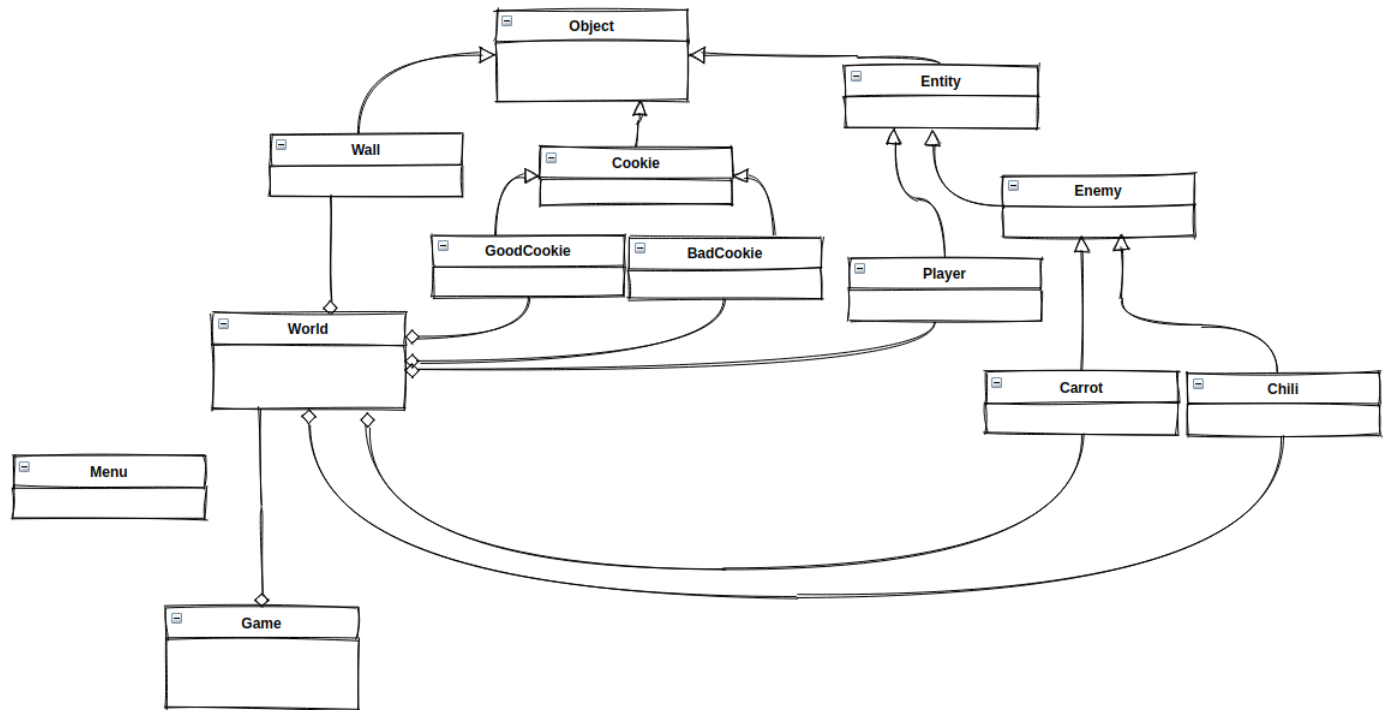 Object
Entity
Wall
Cookie
Enemy
GoodCookie
BadCookie
Player
World
Carrot
Chili
Menu
Game